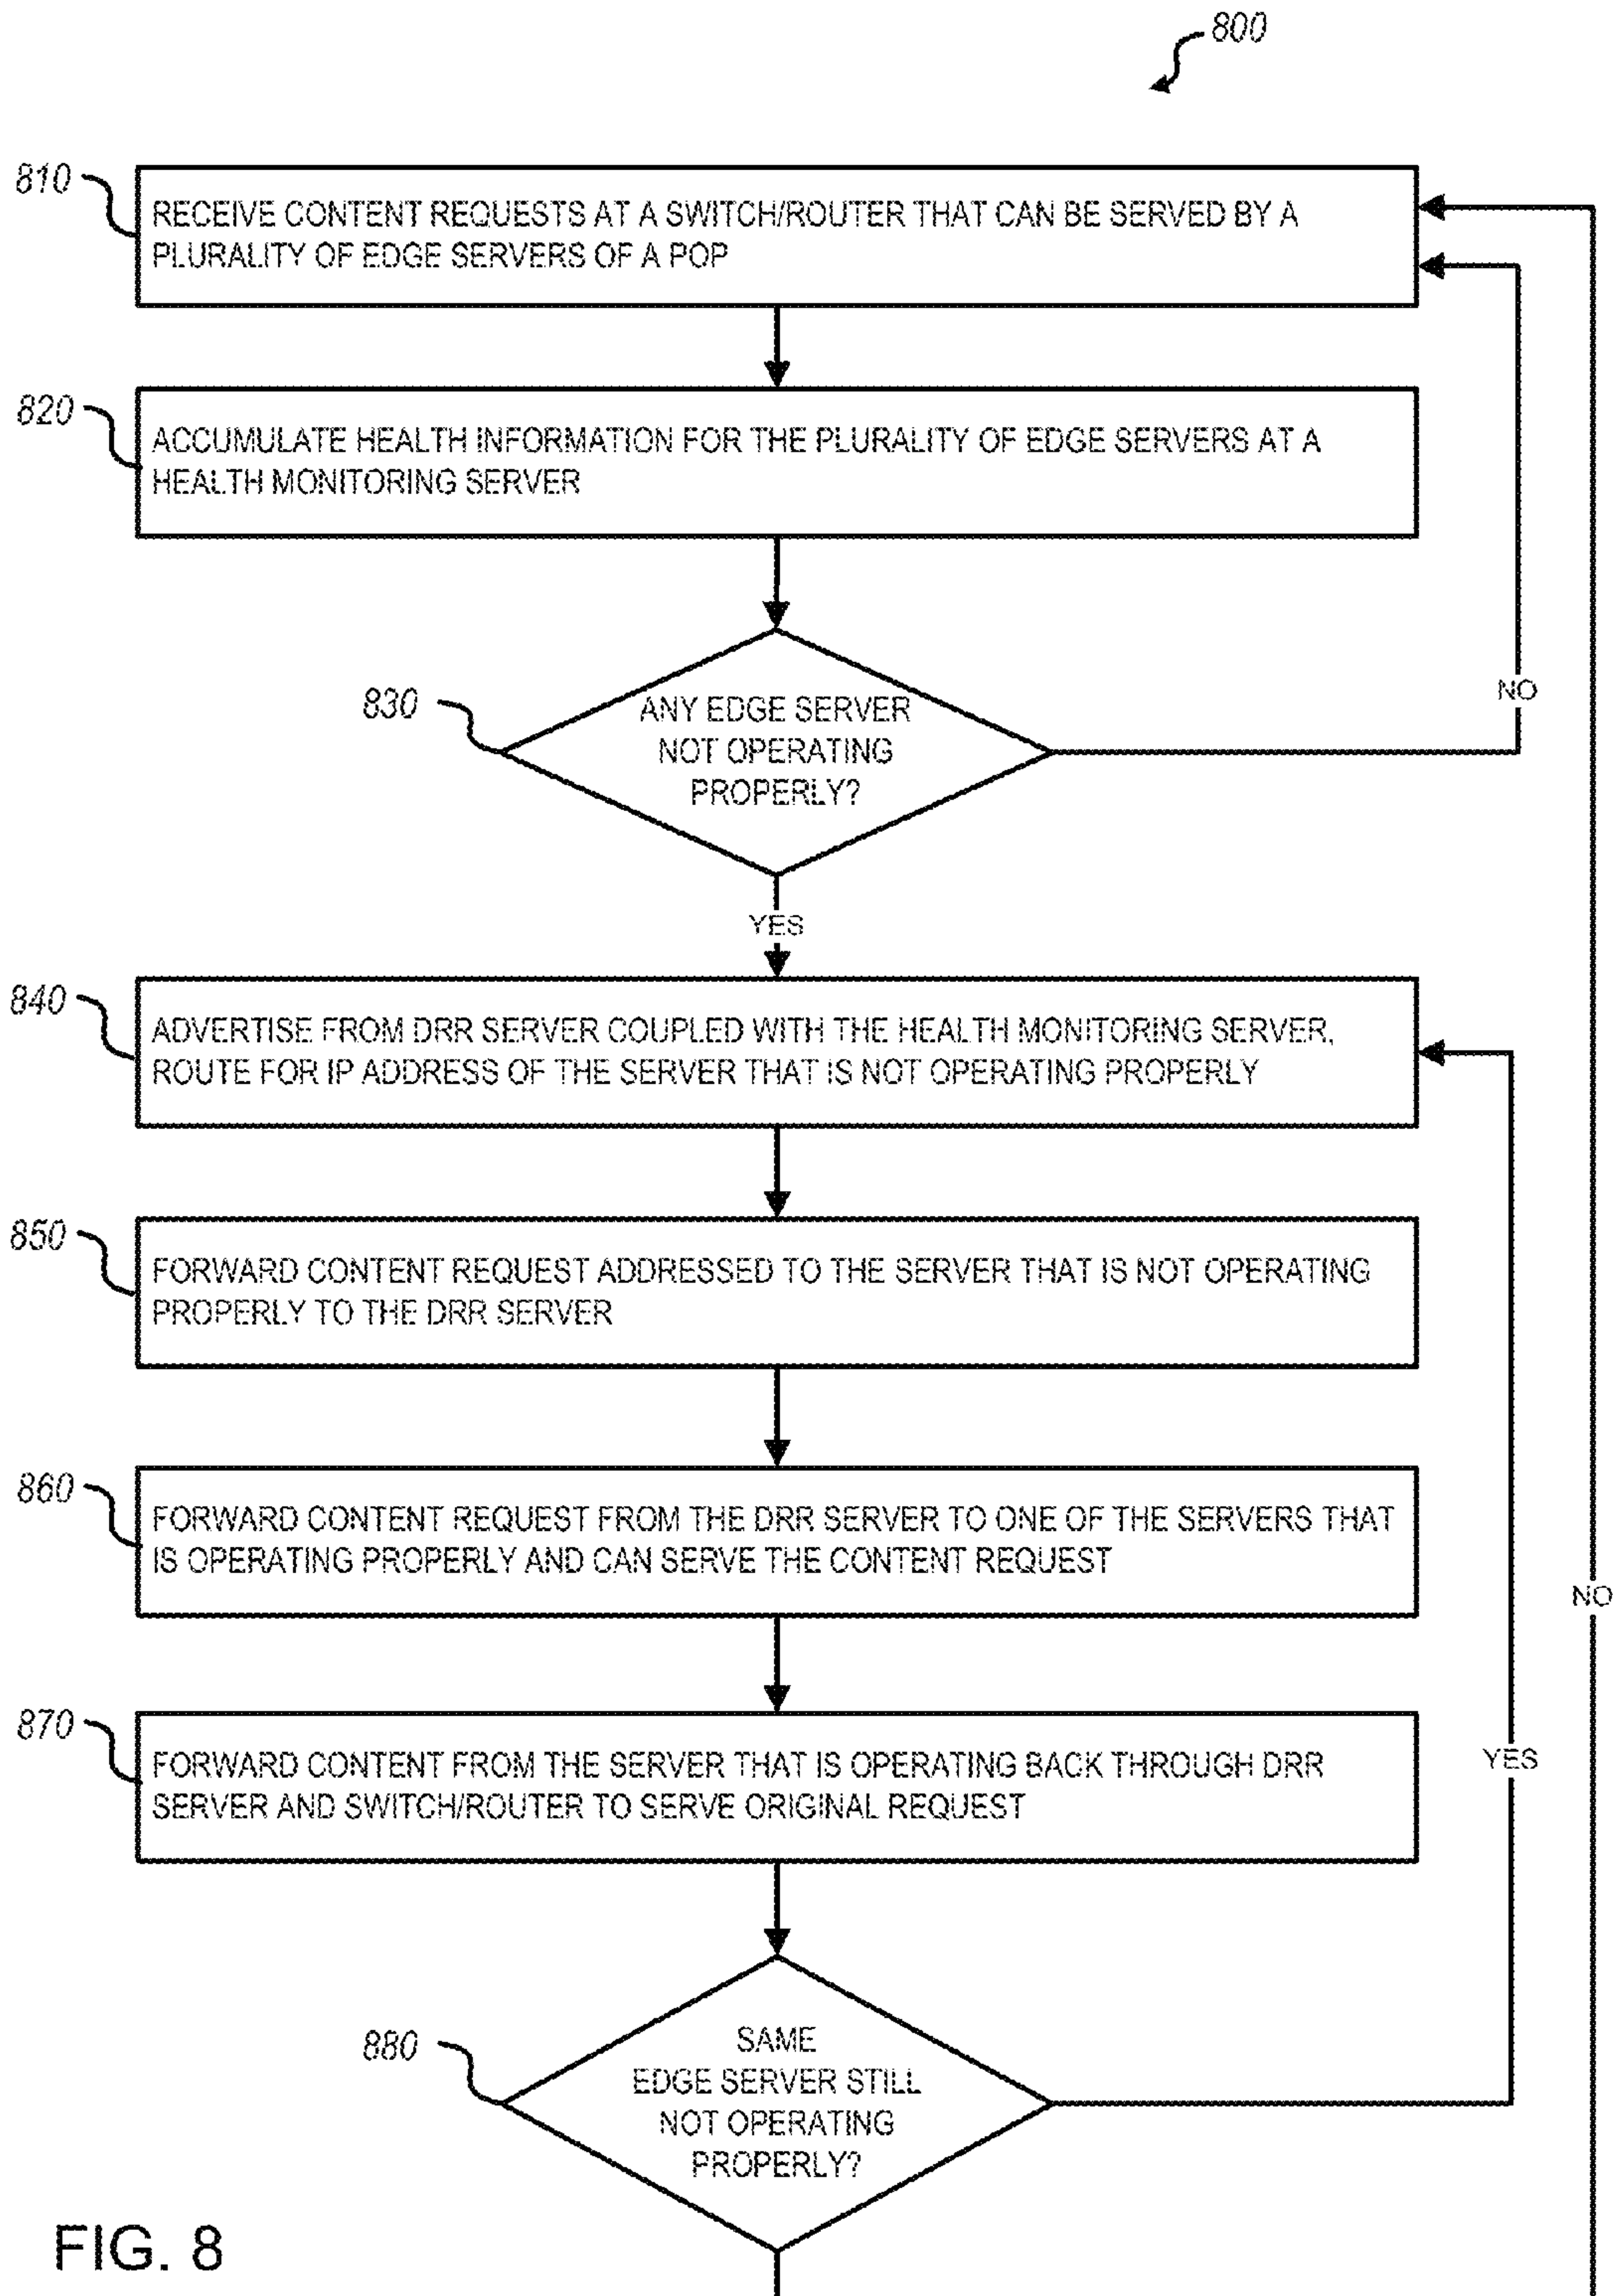 800
810
RECEIVE CONTENT REQUESTS AT A SWITCH/ROUTER THAT CAN BE SERVED BY A
PLURALITY OF EDGE SERVERS OF A POP
820
ACCUMULATE HEALTH INFORMATION FOR THE PLURALITY OF EDGE SERVERS AT A
HEALTH MONITORING SERVER
830
ANY EDGE SERVER
NOT OPERATING
PROPERLY?
NO
YES
840
ADVERTISE FROM DRR SERVER COUPLED WITH THE HEALTH MONITORING SERVER,
ROUTE FOR IP ADDRESS OF THE SERVER THAT IS NOT OPERATING PROPERLY
850
FORWARD CONTENT REQUEST ADDRESSED TO THE SERVER THAT IS NOT OPERATING
PROPERLY TO THE DRR SERVER
860
FORWARD CONTENT REQUEST FROM THE DRR SERVER TO ONE OF THE SERVERS THAT
IS OPERATING PROPERLY AND CAN SERVE THE CONTENT REQUEST
NO
870
FORWARD CONTENT FROM THE SERVER THAT IS OPERATING BACK THROUGH DRR
SERVER AND SWITCH/ROUTER TO SERVE ORIGINAL REQUEST
YES
880
SAME
EDGE SERVER STILL
NOT OPERATING
PROPERLY?
FIG. 8